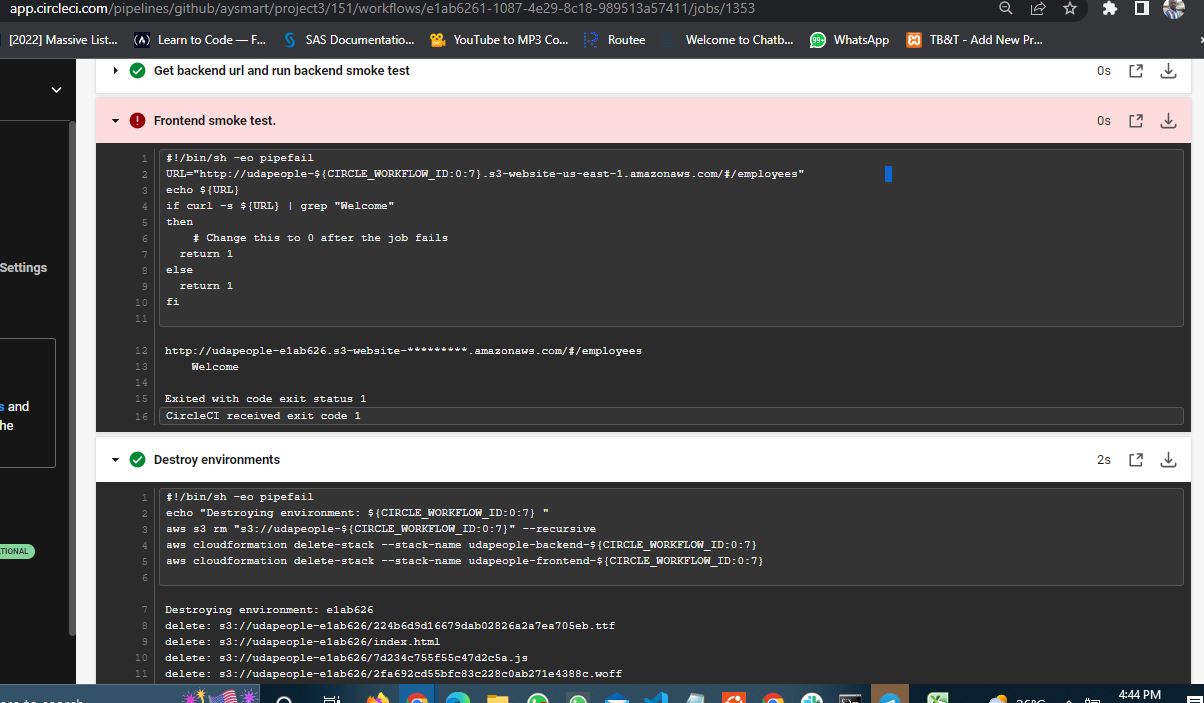 app.circleci.com/pipelines/github/aysmart/project3/151/workflows/e1ab6261-1087-4e29-8c18-989513a57411/jobs/1353
[2022] Massive List... Learn to Code — F... SAS Documentatio... YouTube to MP3 Co... Routee Welcome to Chatb... 99+ WhatsApp TB&T - Add New Pr...
Get backend url and run backend smoke test 0s
Frontend smoke test. 0s
1 #!/bin/sh -eo pipefail
2 URL="http://udapeople-${CIRCLE_WORKFLOW_ID:0:7}.s3-website-us-east-1.amazonaws.com/#/employees"
3 echo ${URL}
4 if curl -s ${URL} | grep "Welcome"
5 then
6 # Change this to 0 after the job fails
7 return 1
8 else
9 return 1
10 fi
11
12 http://udapeople-e1ab626.s3-website-*********.amazonaws.com/#/employees
13 Welcome
14
15 Exited with code exit status 1
16 CircleCI received exit code 1
Destroy environments 2s
1 #!/bin/sh -eo pipefail
2 echo "Destroying environment: ${CIRCLE_WORKFLOW_ID:0:7} "
3 aws s3 rm "s3://udapeople-${CIRCLE_WORKFLOW_ID:0:7}" --recursive
4 aws cloudformation delete-stack --stack-name udapeople-backend-${CIRCLE_WORKFLOW_ID:0:7}
5 aws cloudformation delete-stack --stack-name udapeople-frontend-${CIRCLE_WORKFLOW_ID:0:7}
6
7 Destroying environment: e1ab626
8 delete: s3://udapeople-e1ab626/224b6d9d16679dab02826a2a7ea705eb.ttf
9 delete: s3://udapeople-e1ab626/index.html
10 delete: s3://udapeople-e1ab626/7d234c755f55c47d2c5a.js
11 delete: s3://udapeople-e1ab626/2fa692cd55bfc83c228c0ab271e4388c.woff
Settings
s and
he
TIONAL
ere to search
26°C
4:44 PM